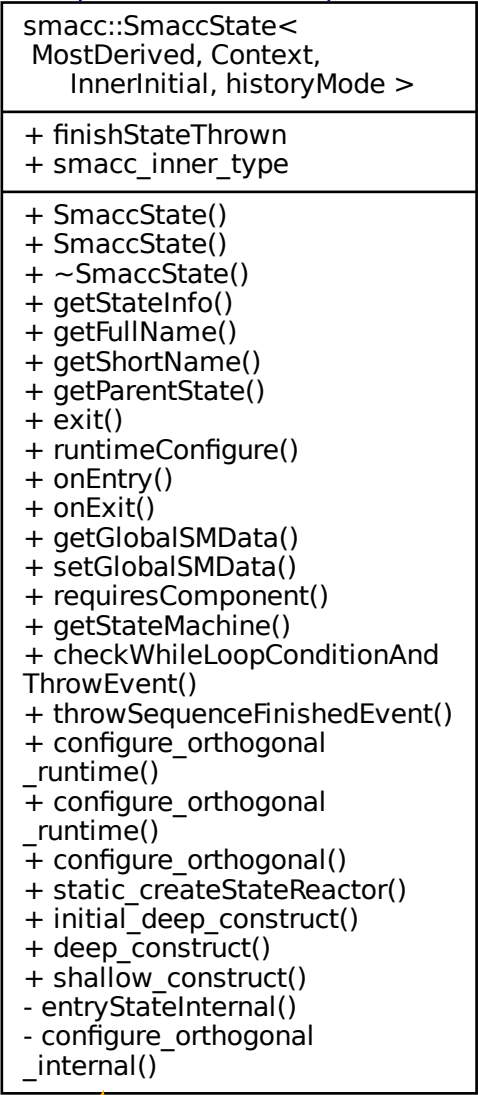 smacc::SmaccState<
MostDerived, Context,
InnerInitial, historyMode >
+ finishStateThrown
+ smacc_inner_type
+ SmaccState()
+ SmaccState()
+ ~SmaccState()
+ getStateInfo()
+ getFullName()
+ getShortName()
+ getParentState()
+ exit()
+ runtimeConfigure()
+ onEntry()
+ onExit()
+ getGlobalSMData()
+ setGlobalSMData()
+ requiresComponent()
+ getStateMachine()
+ checkWhileLoopConditionAnd
ThrowEvent()
+ throwSequenceFinishedEvent()
+ configure_orthogonal
_runtime()
+ configure_orthogonal
_runtime()
+ configure_orthogonal()
+ static_createStateReactor()
+ initial_deep_construct()
+ deep_construct()
+ shallow_construct()
- entryStateInternal()
- configure_orthogonal
_internal()